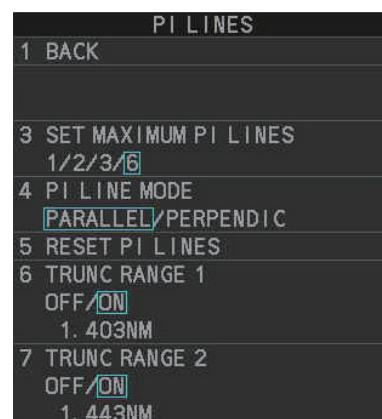 PI LINES
1 BACK
3 SET MAXIMUM PI LINES
1/2/3/6
4 PI LINE MODE
PARALLEL/PERPENDIC
5 RESET PI LINES
6 TRUNC RANGE 1
OFF/ON
1.403NM
7 TRUNC RANGE 2
OFF/ON
1.443NM